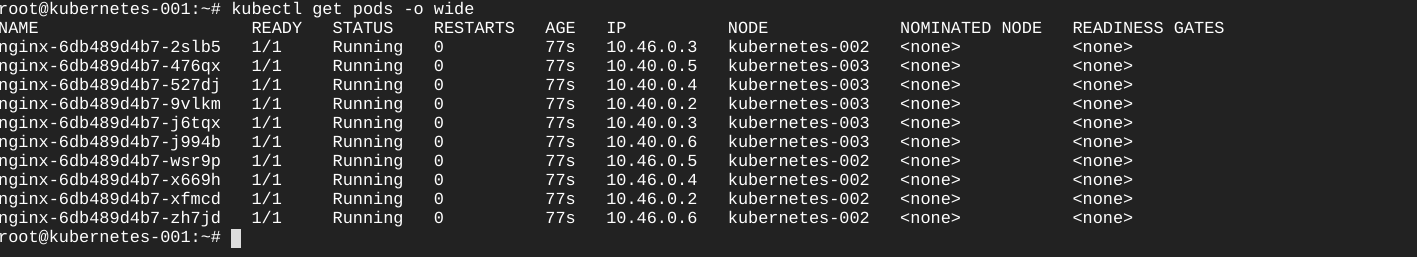 root@kubernetes-001:~# kubectl get pods -o wide
NAME                     READY   STATUS    RESTARTS   AGE   IP          NODE             NOMINATED NODE   READINESS GATES
nginx-6db489d4b7-2slb5   1/1     Running   0          77s   10.46.0.3   kubernetes-002   <none>           <none>
nginx-6db489d4b7-476qx   1/1     Running   0          77s   10.40.0.5   kubernetes-003   <none>           <none>
nginx-6db489d4b7-527dj   1/1     Running   0          77s   10.40.0.4   kubernetes-003   <none>           <none>
nginx-6db489d4b7-9vlkm   1/1     Running   0          77s   10.40.0.2   kubernetes-003   <none>           <none>
nginx-6db489d4b7-j6tqx   1/1     Running   0          77s   10.40.0.3   kubernetes-003   <none>           <none>
nginx-6db489d4b7-j994b   1/1     Running   0          77s   10.40.0.6   kubernetes-003   <none>           <none>
nginx-6db489d4b7-wsr9p   1/1     Running   0          77s   10.46.0.5   kubernetes-002   <none>           <none>
nginx-6db489d4b7-x669h   1/1     Running   0          77s   10.46.0.4   kubernetes-002   <none>           <none>
nginx-6db489d4b7-xfmcd   1/1     Running   0          77s   10.46.0.2   kubernetes-002   <none>           <none>
nginx-6db489d4b7-zh7jd   1/1     Running   0          77s   10.46.0.6   kubernetes-002   <none>           <none>
root@kubernetes-001:~#